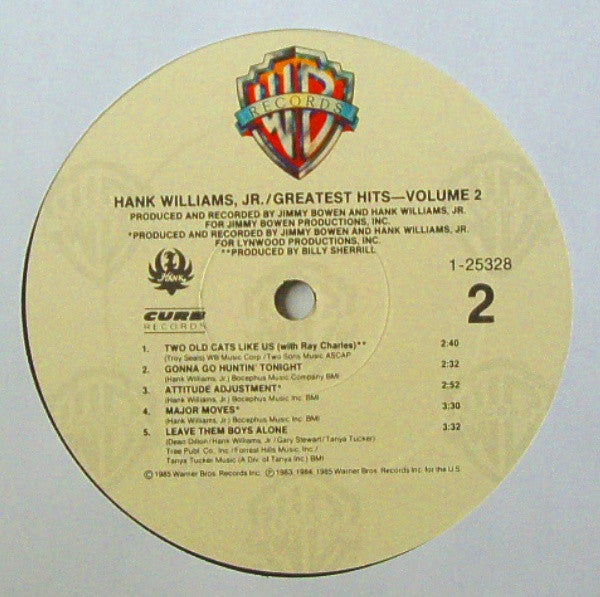 WB
RECORDS
HANK WILLIAMS, JR./GREATEST HITS—VOLUME 2
PRODUCED AND RECORDED BY JIMMY BOWEN AND HANK WILLIAMS, JR.
FOR JIMMY BOWEN PRODUCTIONS, INC.
*PRODUCED AND RECORDED BY JIMMY BOWEN AND HANK WILLIAMS, JR.
FOR LYNWOOD PRODUCTIONS, INC.
**PRODUCED BY BILLY SHERRILL
1-25328
HANK
2
CURB
RECORDS
1. TWO OLD CATS LIKE US (with Ray Charles)** 2:40
(Troy Seals) WB Music Corp./Two Sons Music ASCAP
2. GONNA GO HUNTIN' TONIGHT 2:32
(Hank Williams, Jr.) Bocephus Music Company BMI
3. ATTITUDE ADJUSTMENT* 2:52
(Hank Williams, Jr.) Bocephus Music Inc. BMI
4. MAJOR MOVES* 3:30
(Hank Williams, Jr.) Bocephus Music Inc. BMI
5. LEAVE THEM BOYS ALONE 3:32
(Dean Dillon/Hank Williams, Jr./Gary Stewart/Tanya Tucker)
Tree Publ. Co. Inc./Forrest Hills Music, Inc./
Tanya Tucker Music (A Div. of Tanya Inc.) BMI
©1985 Warner Bros. Records Inc. ℗1983, 1984, 1985 Warner Bros. Records Inc. for the U.S.